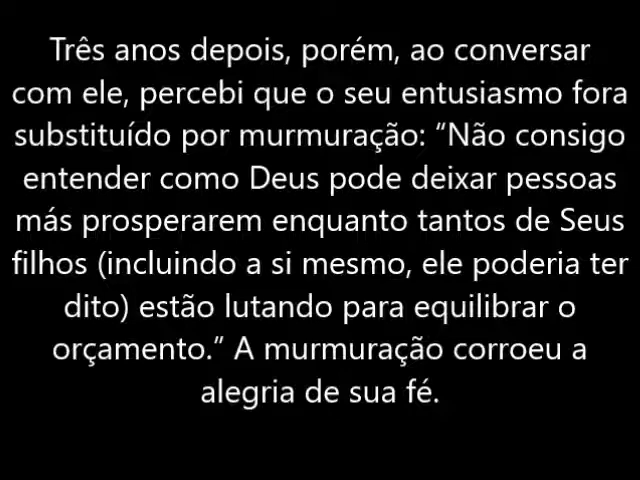 Três anos depois, porém, ao conversar
com ele, percebi que o seu entusiasmo fora
substituído por murmuração: “Não consigo
entender como Deus pode deixar pessoas
más prosperarem enquanto tantos de Seus
filhos (incluindo a si mesmo, ele poderia ter
dito) estão lutando para equilibrar o
orçamento.” A murmuração corroeu a
alegria de sua fé.